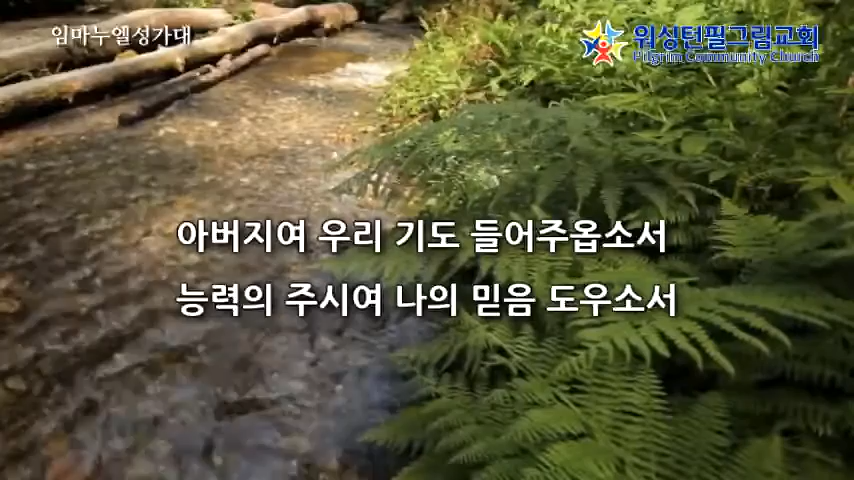 임마누엘성가대
워싱턴필그림교회
Pilgrim Community Church
아버지여 우리 기도 들어주옵소서
능력의 주시여 나의 믿음 도우소서